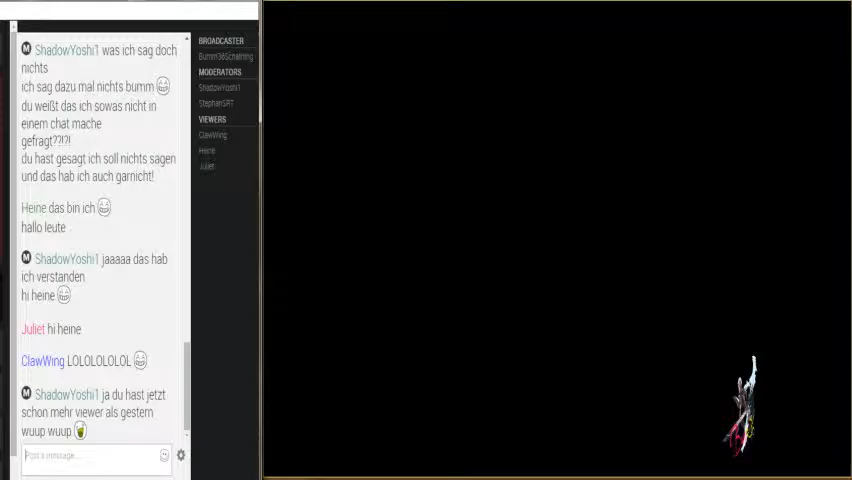 ShadowYoshi1 was ich sag doch
nichts
ich sag dazu mal nichts bumm
du weißt das ich sowas nicht in
einem chat mache
gefragt??!?!
du hast gesagt ich soll nichts sagen
und das hab ich auch garnicht!
Heine das bin ich
hallo leute
ShadowYoshi1 jaaaaa das hab
ich verstanden
hi heine
Juliet hi heine
ClawWing LOLOLOLOLOL
ShadowYoshi1 ja du hast jetzt
schon mehr viewer als gestern
wuup wuup
Post a message...
BROADCASTER
MODERATORS
ShadowYoshi1
StephanSRT
VIEWERS
ClawWing
Heine
Juliet